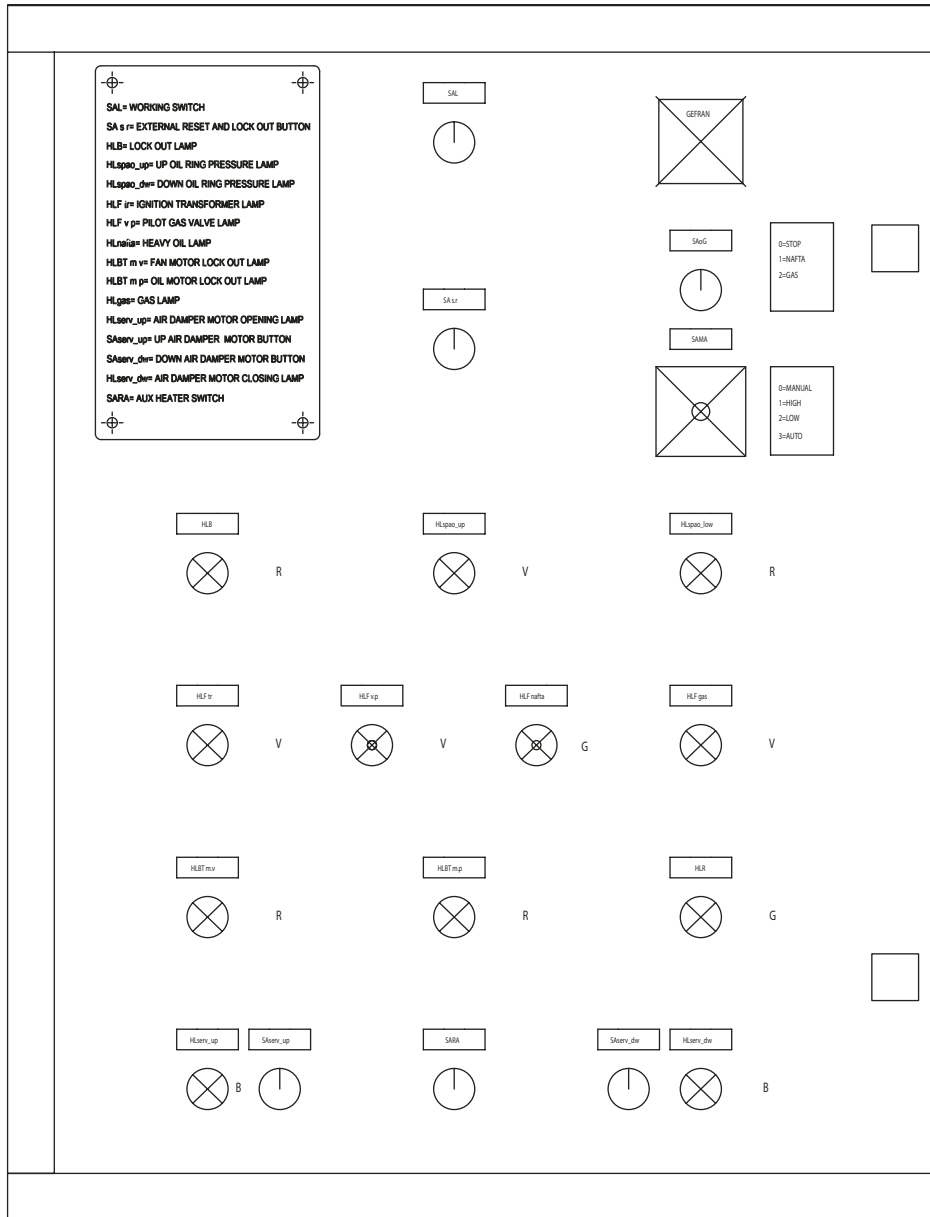 SAL= WORKING SWITCH
SA s r= EXTERNAL RESET AND LOCK OUT BUTTON
HLB= LOCK OUT LAMP
HLspao_up= UP OIL RING PRESSURE LAMP
HLspao_dw= DOWN OIL RING PRESSURE LAMP
HLF ir= IGNITION TRANSFORMER LAMP
HLF v p= PILOT GAS VALVE LAMP
HLnaiia= HEAVY OIL LAMP
HLBT m v= FAN MOTOR LOCK OUT LAMP
HLBT m p= OIL MOTOR LOCK OUT LAMP
HLgas= GAS LAMP
HLserv_up= AIR DAMPER MOTOR OPENING LAMP
SAserv_up= UP AIR DAMPER MOTOR BUTTON
SAserv_dw= DOWN AIR DAMPER MOTOR BUTTON
HLserv_dw= AIR DAMPER MOTOR CLOSING LAMP
SARA= AUX HEATER SWITCH
SAL
GEFRAN
SAoG
0=STOP
1=NAFTA
2=GAS
SA s.r
SAMA
0=MANUAL
1=HIGH
2=LOW
3=AUTO
HLB
HLspao_up
HLspao_low
R
V
R
HLF tr
HLF v.p
HLF nafta
HLF gas
V
V
G
V
HLBT m.v
HLBT m.p
HLR
R
R
G
HLserv_up
SAserv_up
SARA
SAserv_dw
HLserv_dw
B
B